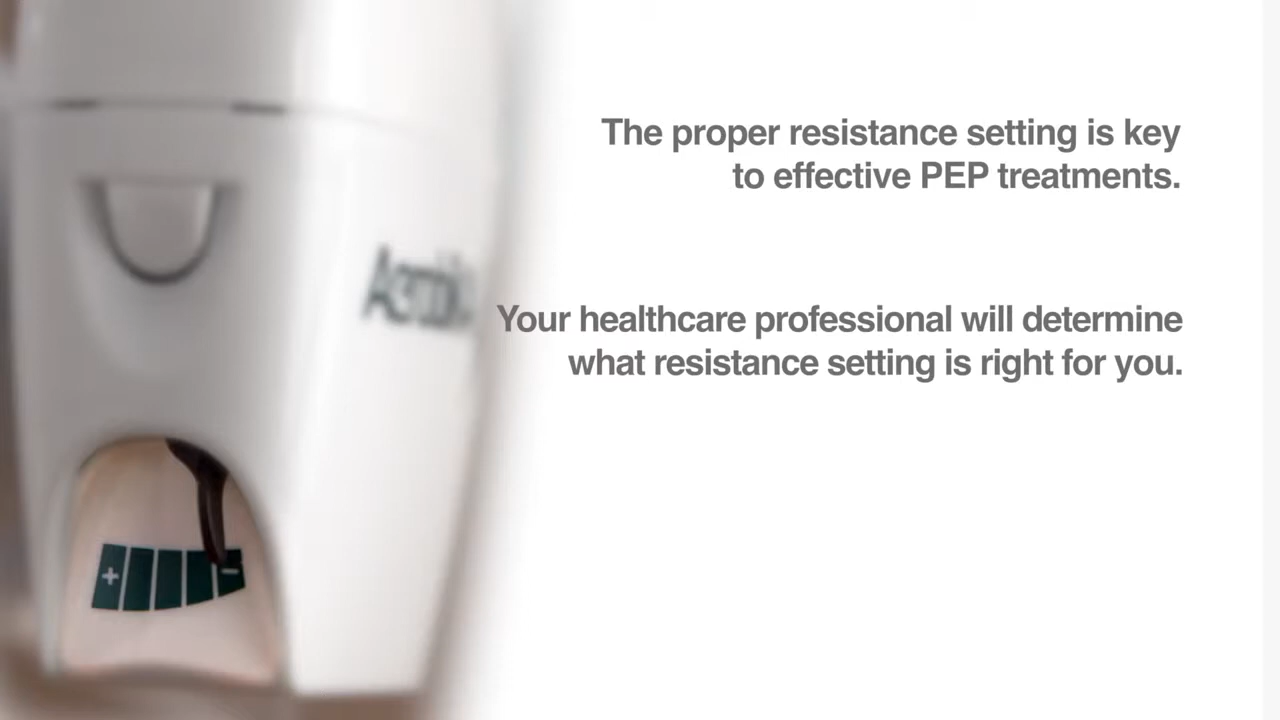 The proper resistance setting is key
to effective PEP treatments.
Your healthcare professional will determine
what resistance setting is right for you.
+
−